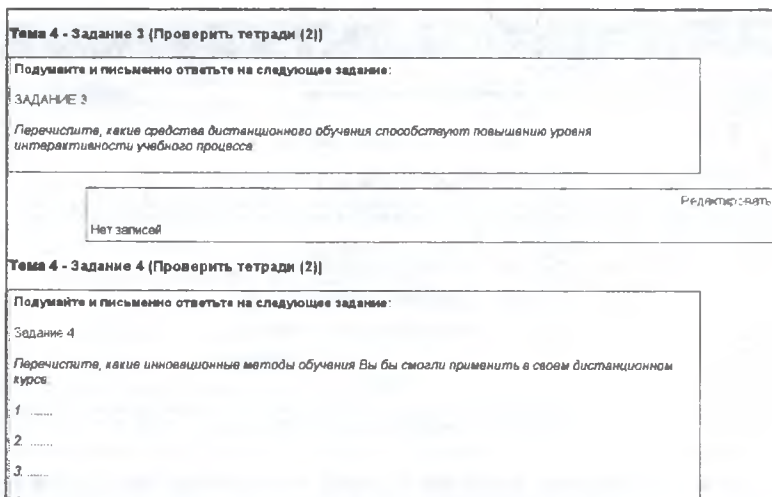 Тема 4 - Задание 3 (Проверить тетради (2))
Подумайте и письменно ответьте на следующее задание:
ЗАДАНИЕ 3
Перечислите, какие средства дистанционного обучения способствуют повышению уровня
интерактивности учебного процесса
Редактировать
Нет записей
Тема 4 - Задание 4 (Проверить тетради (2))
Подумайте и письменно ответьте на следующее задание:
Задание 4
Перечислите, какие инновационные методы обучения Вы бы смогли применить в своем дистанционном
курсе.
1. ......
2. ......
3. ......